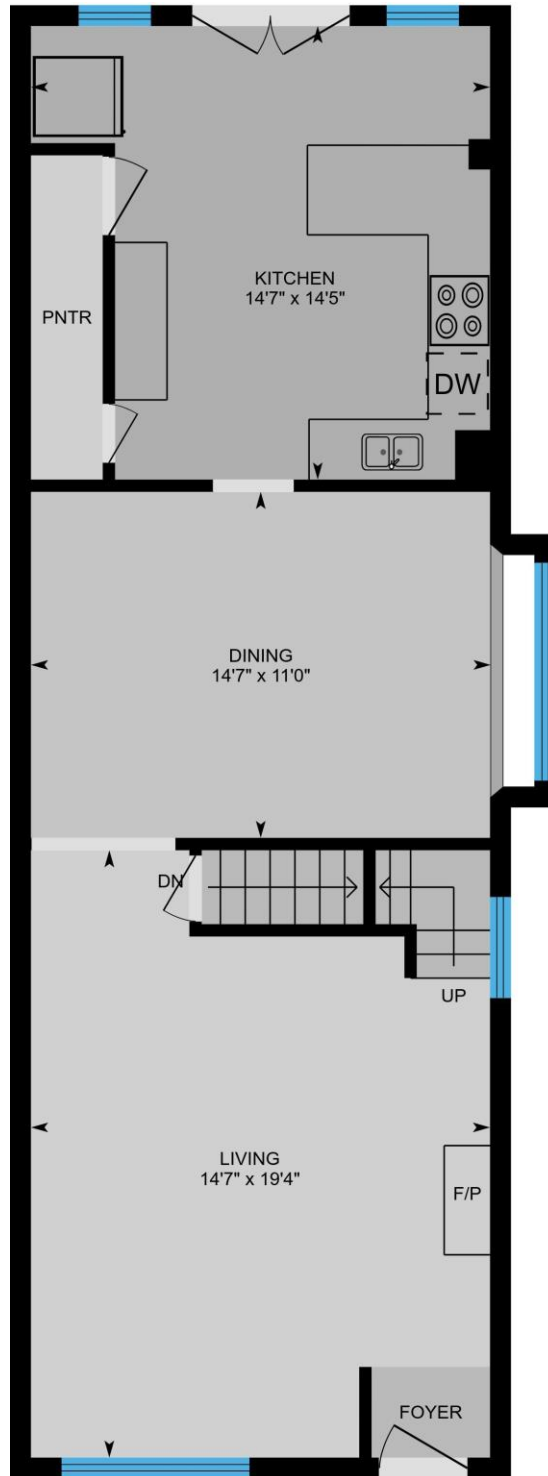 KITCHEN
14'7" x 14'5"
PNTR
DW
DINING
14'7" x 11'0"
DN
UP
LIVING
14'7" x 19'4"
F/P
FOYER